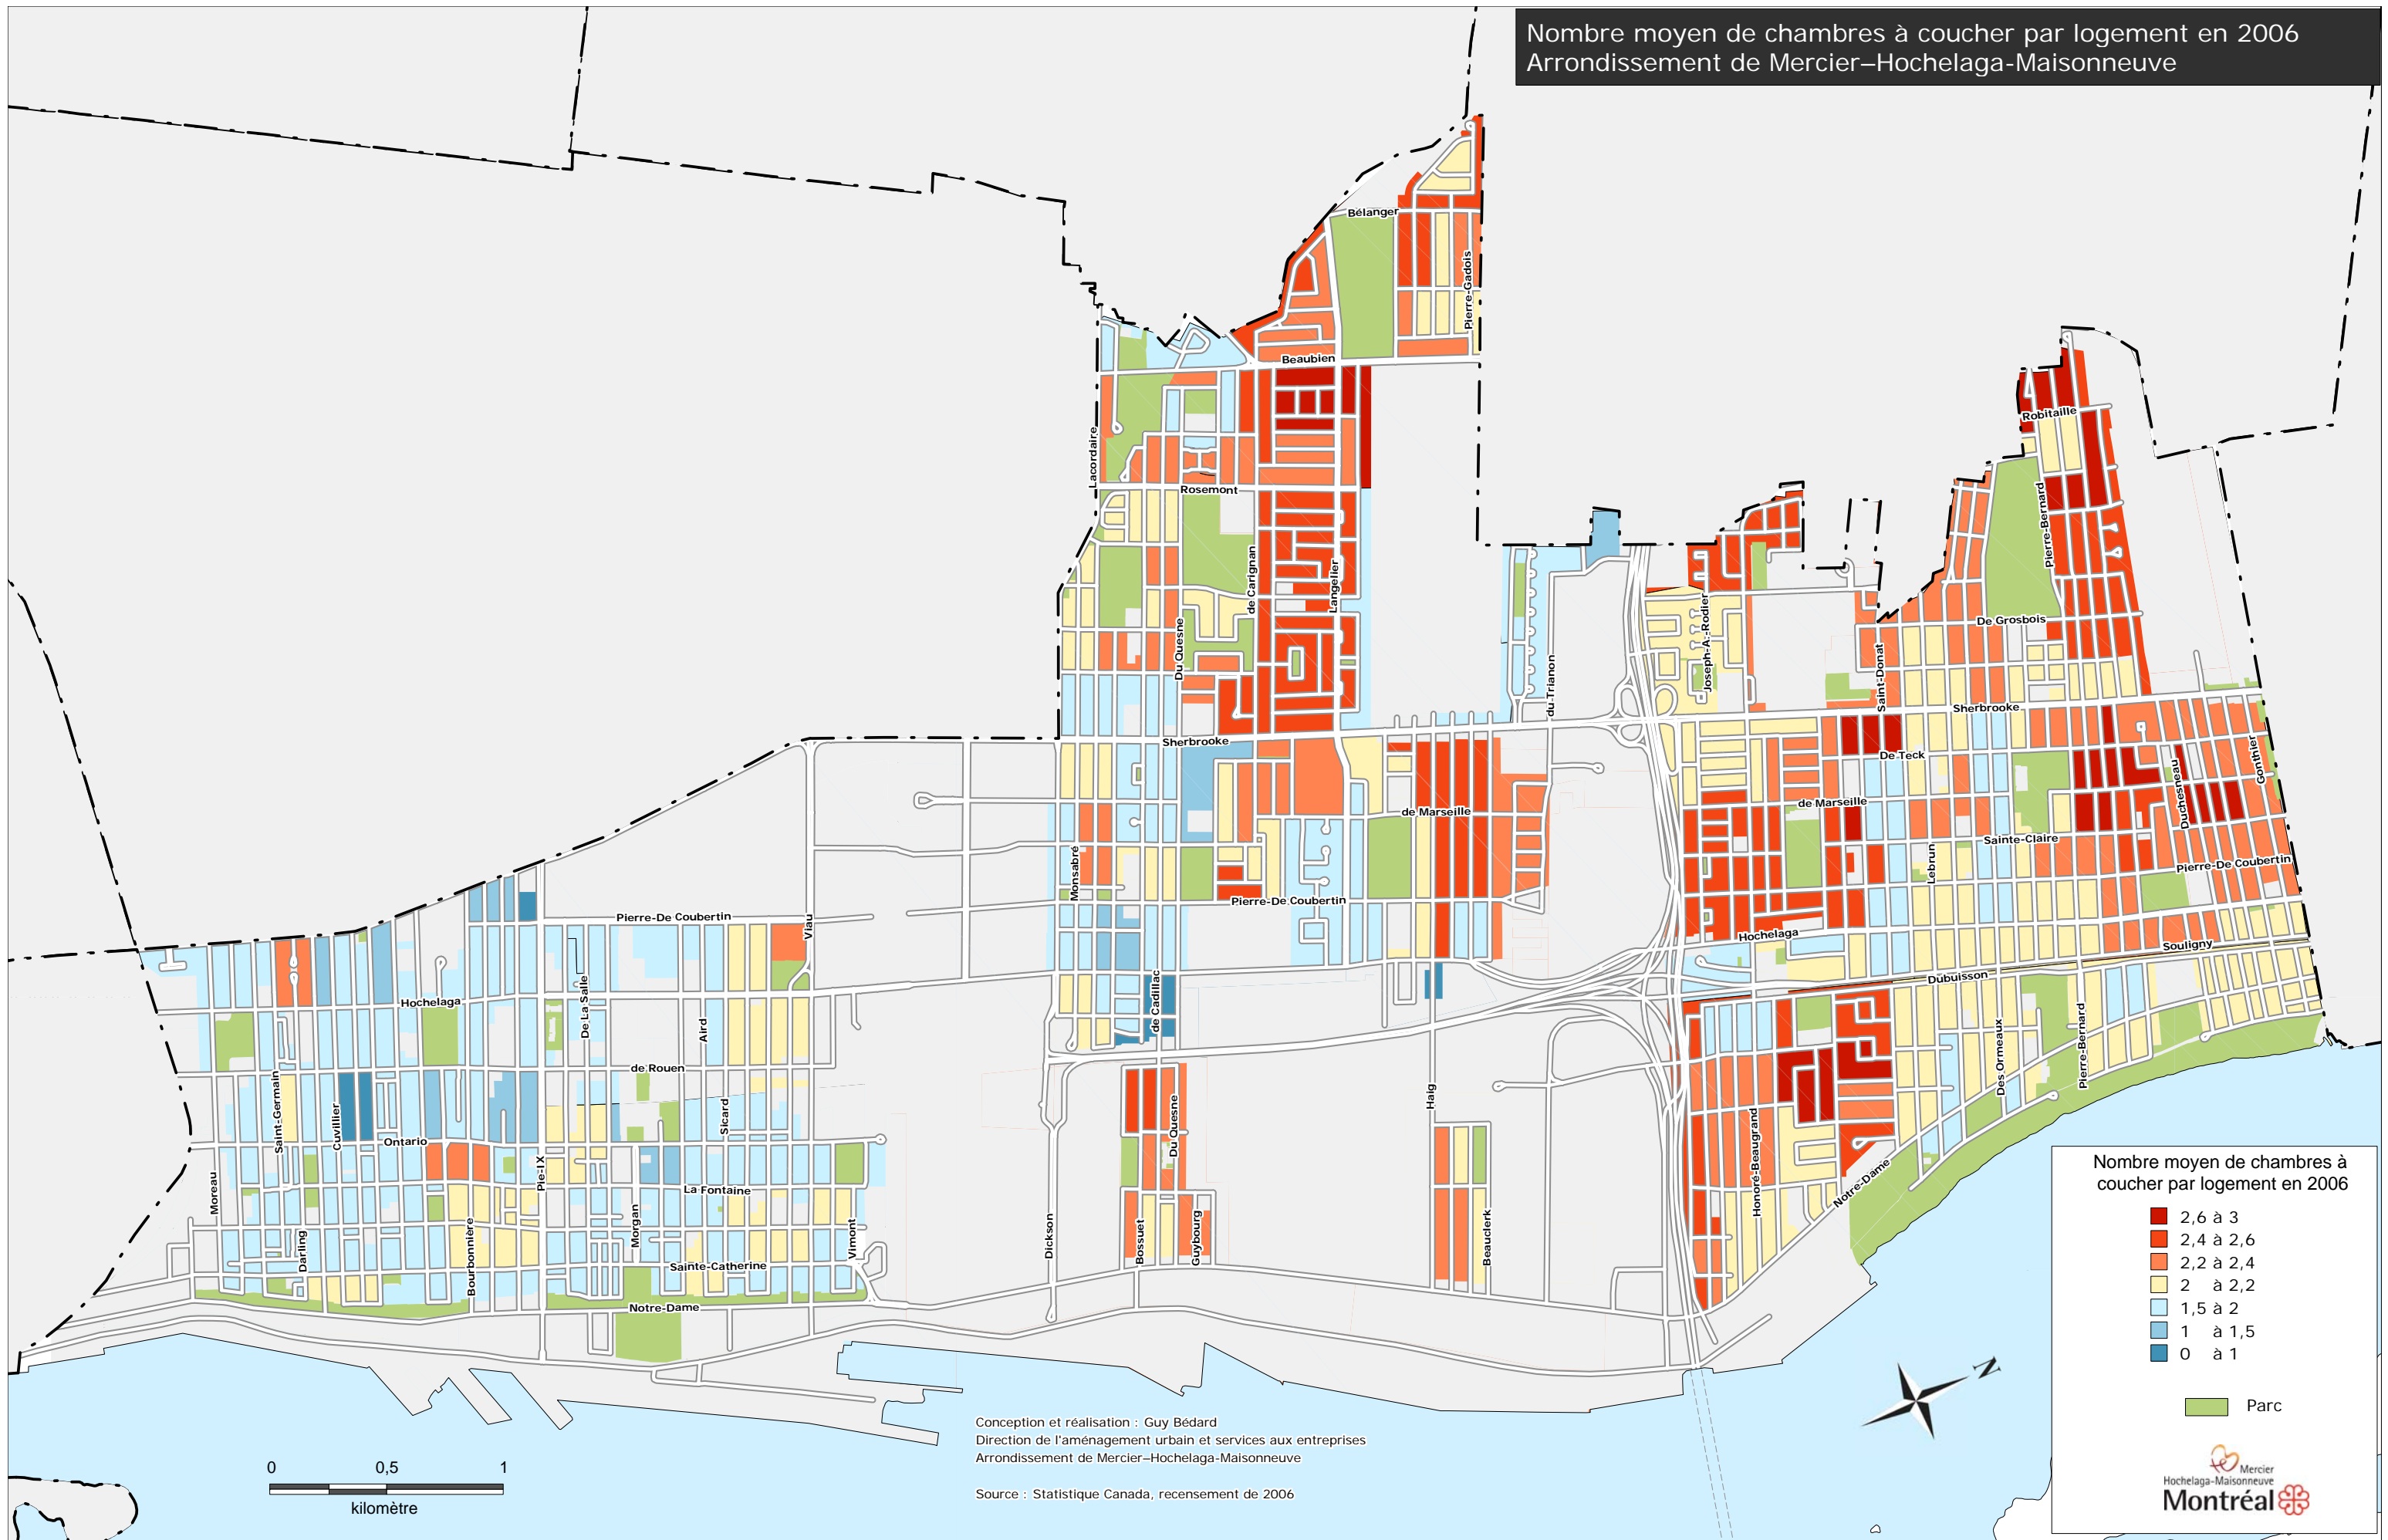 Nombre moyen de chambres à coucher par logement en 2006
Arrondissement de Mercier–Hochelaga-Maisonneuve
Bélanger
Pierre-Gadois
Beaubien
Lacordaire
Rosemont
Robitaille
Pierre-Bernard
de Carignan
Langelier
Du Quesne
du Trianon
Joseph-A.-Rodier
Saint-Donat
De Grosbois
Sherbrooke
Sherbrooke
De Teck
Gonthier
Duchesneau
de Marseille
de Marseille
Sainte-Claire
Monsabré
Lebrun
Pierre-De Coubertin
Pierre-De Coubertin
Pierre-De Coubertin
Viau
Hochelaga
Souligny
Dubuisson
Hochelaga
De La Salle
Aird
de Cadillac
Des Ormeaux
Pierre-Bernard
de Rouen
Saint-Germain
Cuvillier
Ontario
Sicard
Haig
Du Quesne
Honoré-Beaugrand
Notre-Dame
Moreau
Pie-IX
La Fontaine
Darling
Bourbonnière
Morgan
Vimont
Dickson
Bossuet
Guybourg
Beauclerk
Sainte-Catherine
Notre-Dame
Nombre moyen de chambres à
coucher par logement en 2006
2,6 à 3
2,4 à 2,6
2,2 à 2,4
2 à 2,2
1,5 à 2
1 à 1,5
0 à 1
Parc
N
Mercier
Hochelaga-Maisonneuve
Montréal
Conception et réalisation : Guy Bédard
Direction de l'aménagement urbain et services aux entreprises
Arrondissement de Mercier–Hochelaga-Maisonneuve
Source : Statistique Canada, recensement de 2006
0 0,5 1
kilomètre